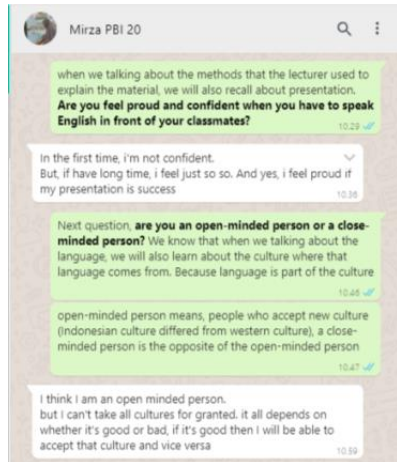 Mirza PBI 20
when we talking about the methods that the lecturer used to
explain the material, we will also recall about presentation.
Are you feel proud and confident when you have to speak
English in front of your classmates?
10.29
In the first time, i'm not confident.
But, if have long time, i feel just so so. And yes, i feel proud if
my presentation is success
10.36
Next question, are you an open-minded person or a close-
minded person? We know that when we talking about the
language, we will also learn about the culture where that
language comes from. Because language is part of the culture
10.46
open-minded person means, people who accept new culture
(Indonesian culture differed from western culture), a close-
minded person is the opposite of the open-minded person
10.47
I think I am an open minded person.
but I can't take all cultures for granted. it all depends on
whether it's good or bad, if it's good then I will be able to
accept that culture and vice versa
10.59